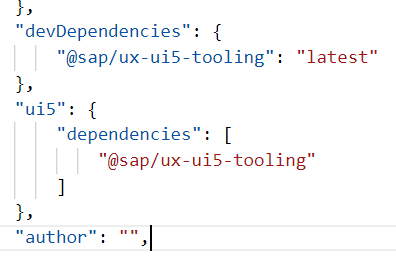 },
"devDependencies": {
"@sap/ux-ui5-tooling": "latest"
},
"ui5": {
"dependencies": [
"@sap/ux-ui5-tooling"
]
},
"author": "",